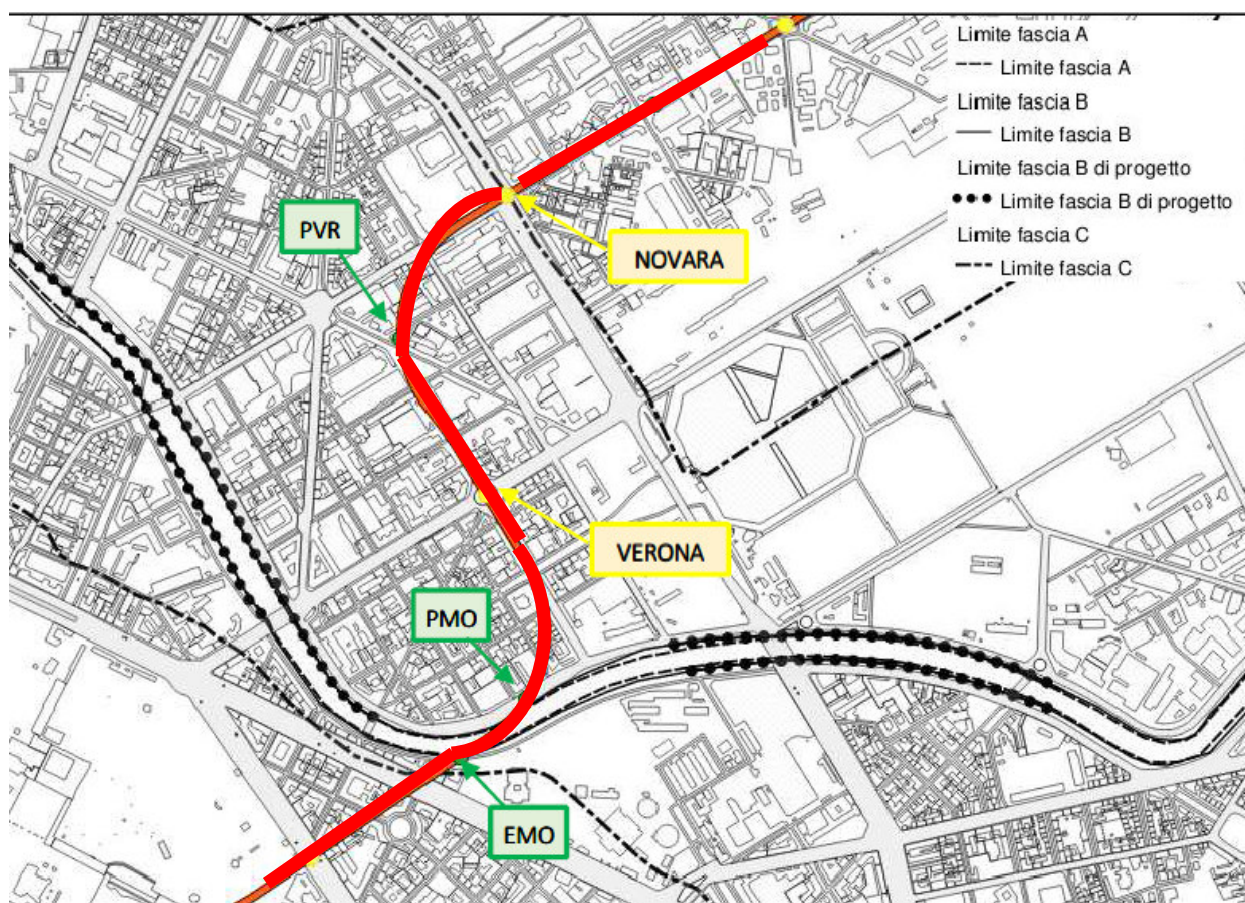 Limite fascia A
Limite fascia A
Limite fascia B
Limite fascia B
Limite fascia B di progetto
Limite fascia B di progetto
Limite fascia C
Limite fascia C
PVR
NOVARA
VERONA
PMO
EMO